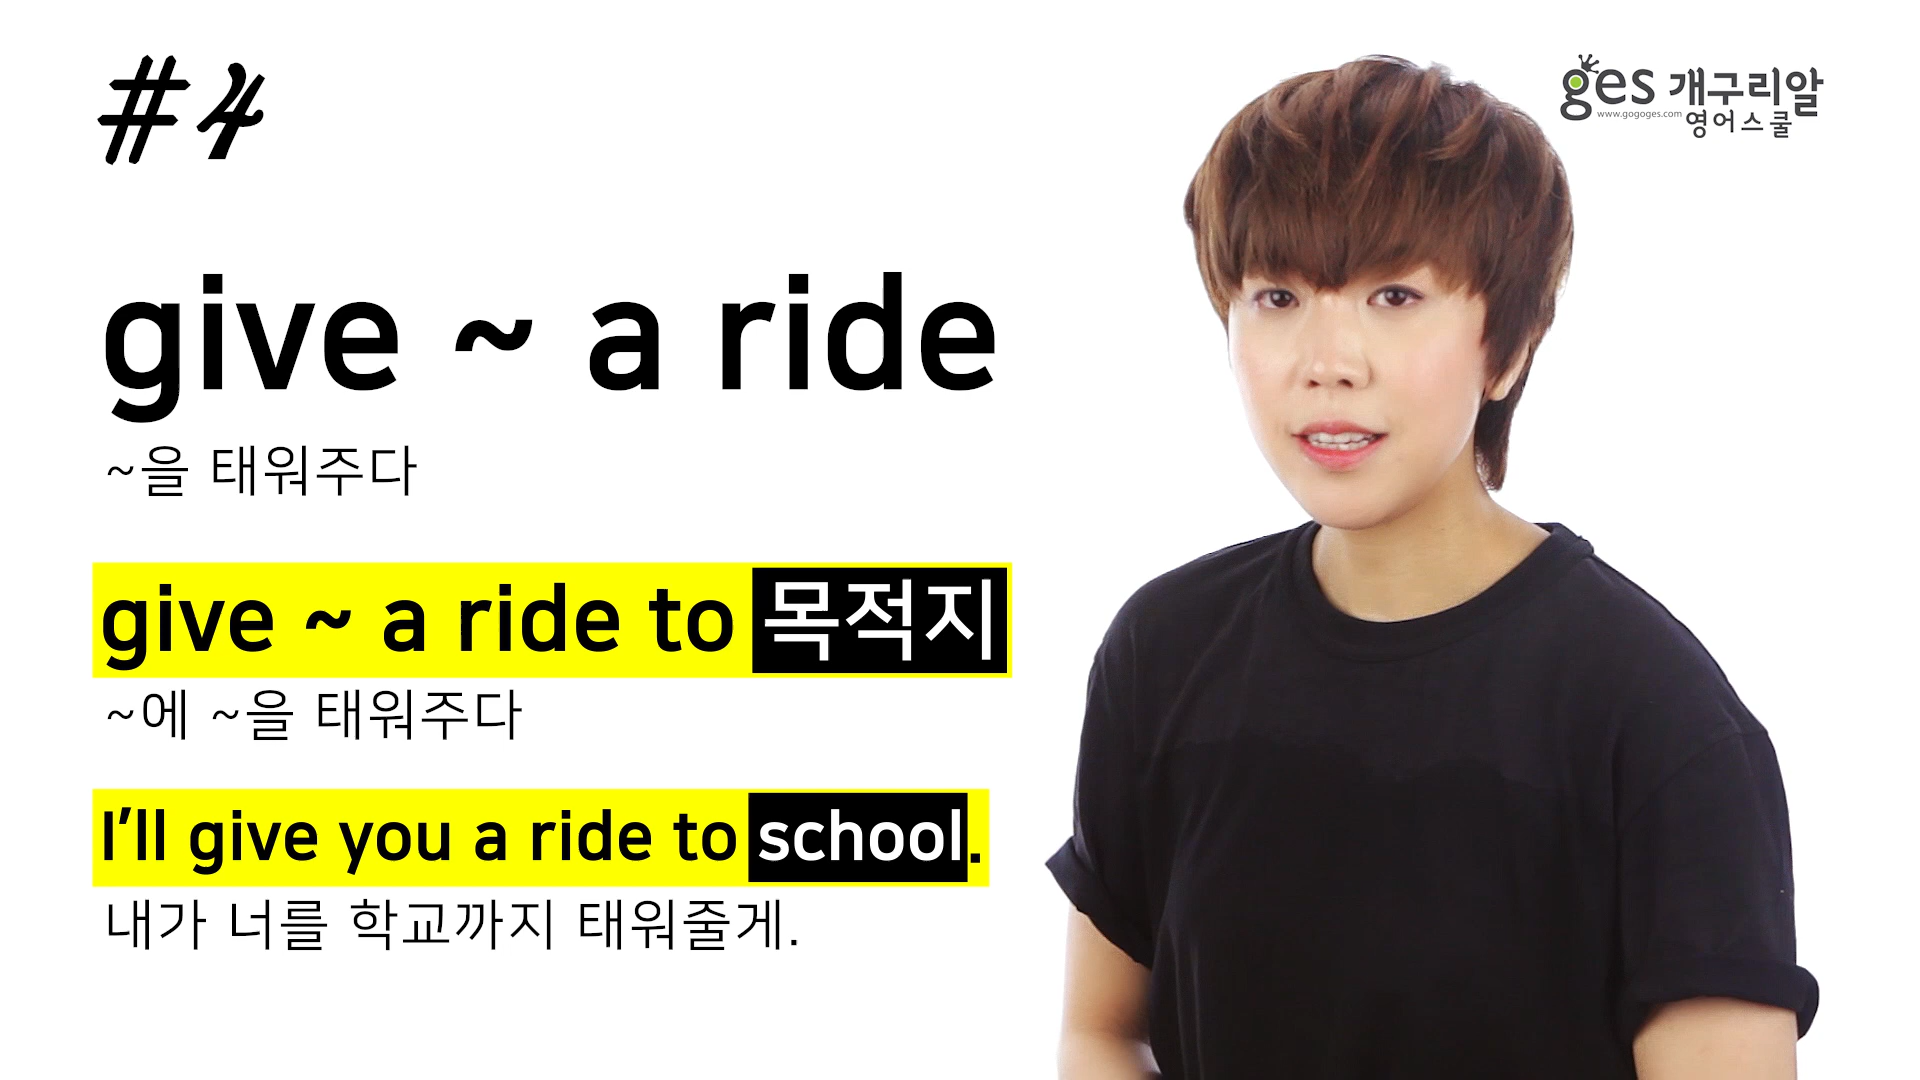 #4
ges 개구리알
www.gogoges.com 영어스쿨
give ~ a ride
~을 태워주다
give ~ a ride to 목적지
~에 ~을 태워주다
I'll give you a ride to school.
내가 너를 학교까지 태워줄게.